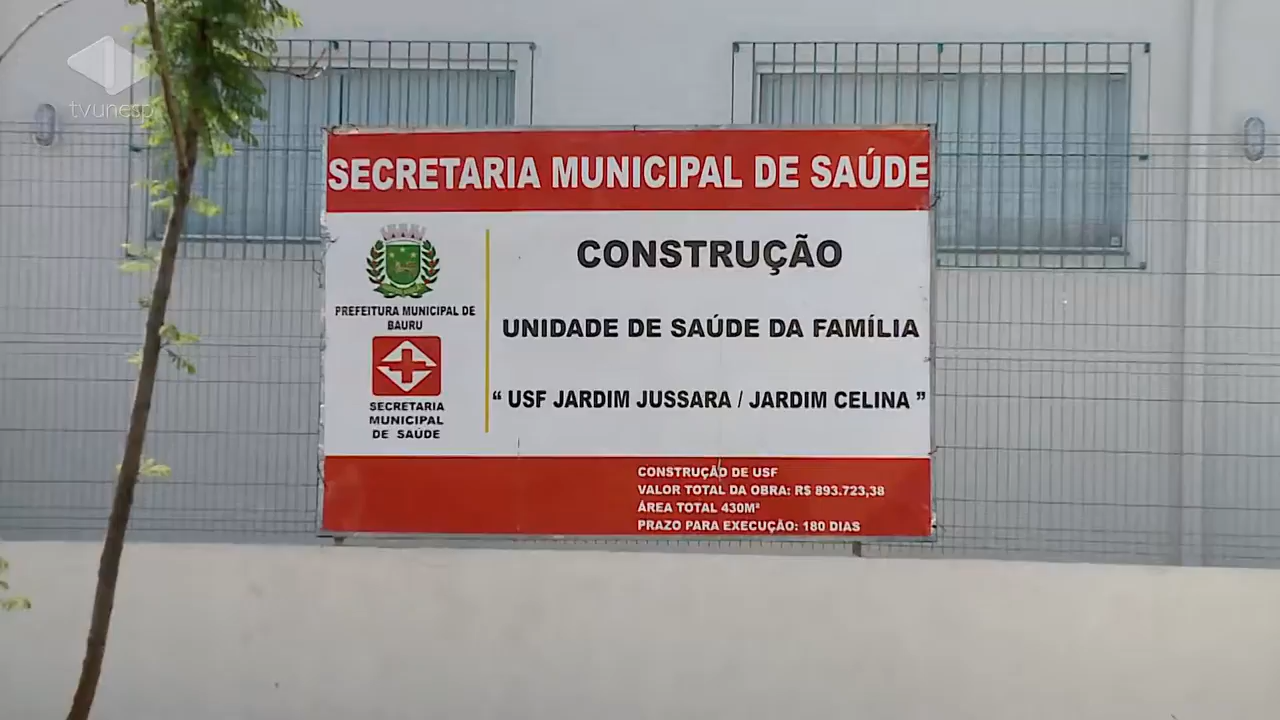 tvunesp
SECRETARIA MUNICIPAL DE SAÚDE
PREFEITURA MUNICIPAL DE
BAURU
SECRETARIA
MUNICIPAL
DE SAÚDE
CONSTRUÇÃO
UNIDADE DE SAÚDE DA FAMÍLIA
“ USF JARDIM JUSSARA / JARDIM CELINA ”
CONSTRUÇÃO DE USF
VALOR TOTAL DA OBRA: R$ 893.723,38
ÁREA TOTAL 430M²
PRAZO PARA EXECUÇÃO: 180 DIAS